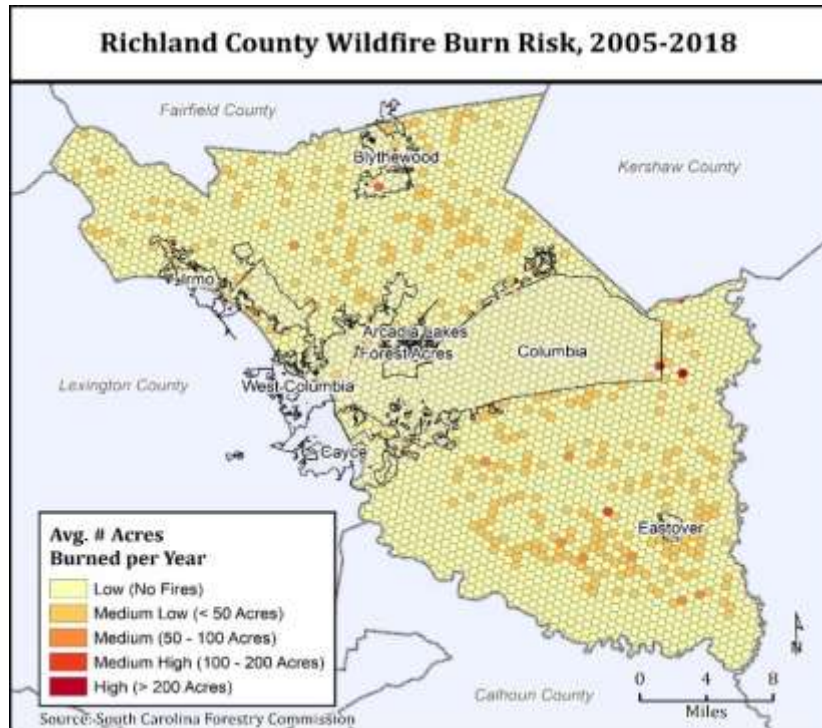 Richland County Wildfire Burn Risk, 2005-2018
Fairfield County
Blythewood
Kershaw County
Irmo
Arcadia Lakes
Forest Acres
Columbia
Lexington County
West Columbia
Cayce
Eastover
Avg. # Acres
Burned per Year
Low (No Fires)
Medium Low (< 50 Acres)
Medium (50 - 100 Acres)
Medium High (100 - 200 Acres)
High (> 200 Acres)
N
0 4 8
Miles
Calhoun County
Source: South Carolina Forestry Commission